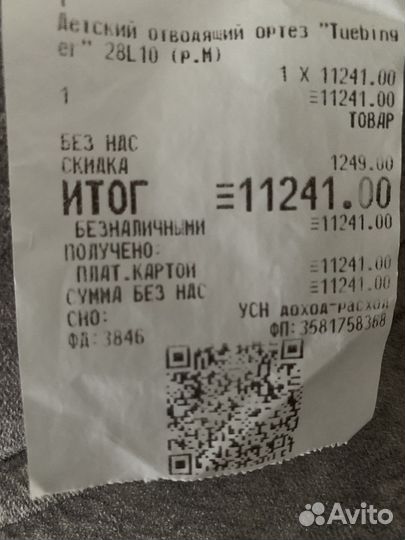 Детский отводящий ортез "Tuebing
er" 28L10 (р.М)
1 X 11241.00
1 ≡11241.00
ТОВАР
БЕЗ НДС
СКИДКА 1249.00
ИТОГ ≡11241.00
БЕЗНАЛИЧНЫМИ ≡11241.00
ПОЛУЧЕНО:
ПЛАТ.КАРТОЙ ≡11241.00
СУММА БЕЗ НДС ≡11241.00
СНО: УСН доход-расход
ФД: 3846 ФП: 3581758368
Avito